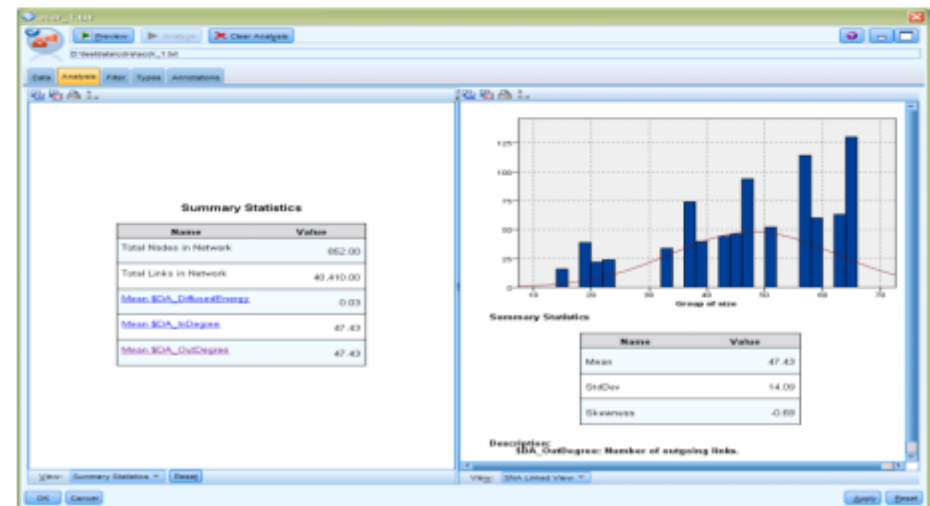 Preview
Analyze
Clear Analysis
Data
Analysis
Filter
Types
Annotations
Summary Statistics
Name Value
Total Nodes in Network 852.00
Total Links in Network 40,410.00
Mean $DA_DiffusedEnergy 0.03
Mean $DA_InDegree 47.43
Mean $DA_OutDegree 47.43
View: Summary Statistics
Reset
125
100
75
50
25
0
10 20 30 40 50 60 70
Group of size
Summary Statistics
Name Value
Mean 47.43
StdDev 14.09
Skewness -0.69
Description:
$DA_OutDegree: Number of outgoing links.
View: SNA Linked View
OK
Cancel
Apply
Reset